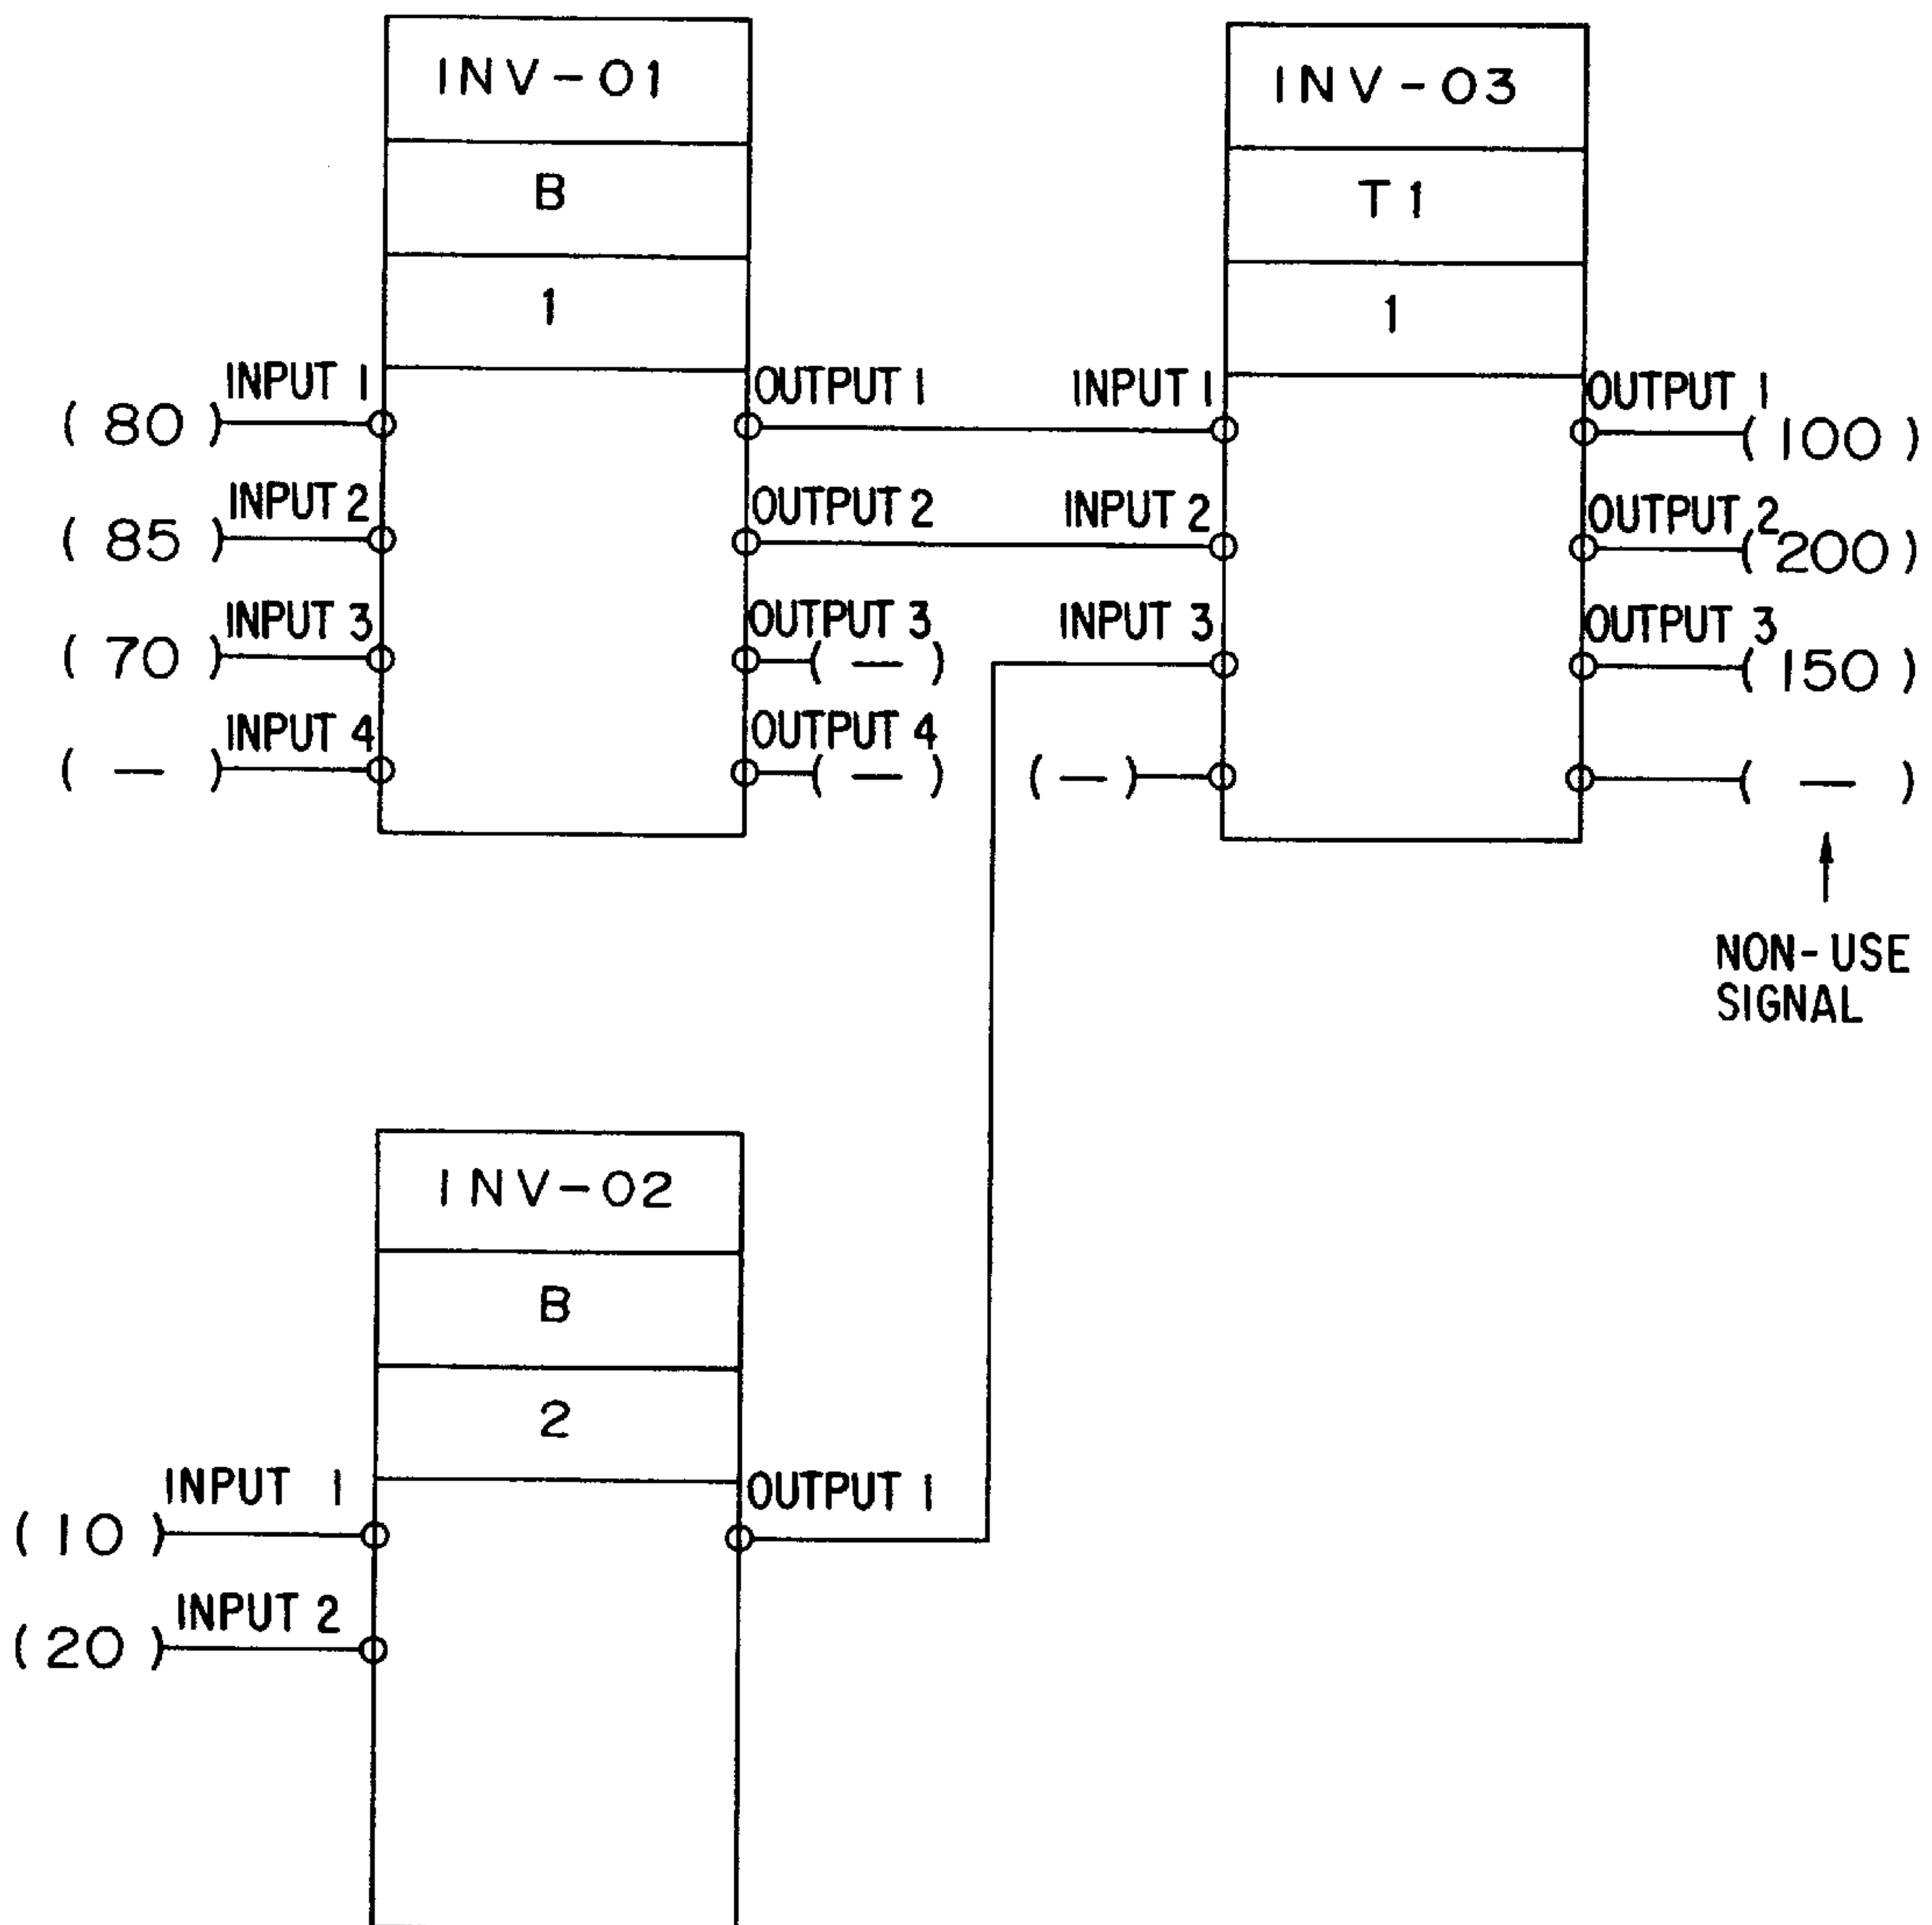 INV-01
B
1
INPUT 1
(80)
INPUT 2
(85)
INPUT 3
(70)
INPUT 4
(—)
OUTPUT 1
OUTPUT 2
OUTPUT 3
(—)
OUTPUT 4
(—)
INV-03
T1
1
INPUT 1
INPUT 2
INPUT 3
(—)
OUTPUT 1
(100)
OUTPUT 2
(200)
OUTPUT 3
(150)
(—)
NON-USE
SIGNAL
INV-02
B
2
INPUT 1
(10)
INPUT 2
(20)
OUTPUT 1